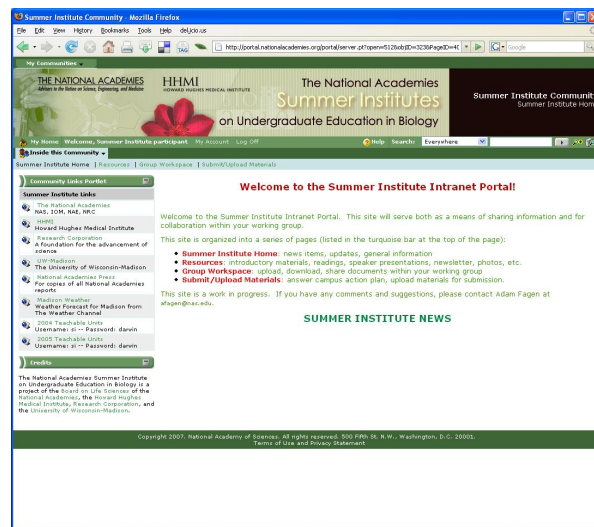 Summer Institute Community - Mozilla Firefox
File Edit View History Bookmarks Tools Help del.icio.us
http://portal.nationalacademies.org/portal/server.pt?open=512&objID=323&PageID=4
Google
My Communities
THE NATIONAL ACADEMIES
Advisers to the Nation on Science, Engineering, and Medicine
HHMI
HOWARD HUGHES MEDICAL INSTITUTE
The National Academies
Summer Institutes
on Undergraduate Education in Biology
Summer Institute Communit
Summer Institute Hom
My Home Welcome, Summer Institute participant My Account Log Off Help Search: Everywhere
Inside this Community
Summer Institute Home | Resources | Group Workspace | Submit/Upload Materials
Community Links Portlet
Summer Institute Links
The National Academies
NAS, IOM, NAE, NRC
HHMI
Howard Hughes Medical Institute
Research Corporation
A foundation for the advancement of
science
UW-Madison
The University of Wisconsin-Madison
National Academies Press
For copies of all National Academies
reports
Madison Weather
Weather Forecast for Madison from
The Weather Channel
2004 Teachable Units
Username: si -- Password: darwin
2005 Teachable Units
Username: si -- Password: darwin
Credits
The National Academies Summer Institute
on Undergraduate Education in Biology is a
project of the Board on Life Sciences of the
National Academies, the Howard Hughes
Medical Institute, Research Corporation, and
the University of Wisconsin-Madison.
Welcome to the Summer Institute Intranet Portal!
Welcome to the Summer Institute Intranet Portal. This site will serve both as a means of sharing information and for
collaboration within your working group.
This site is organized into a series of pages (listed in the turquoise bar at the top of the page):
Summer Institute Home: news items, updates, general information
Resources: introductory materials, readings, speaker presentations, newsletter, photos, etc.
Group Workspace: upload, download, share documents within your working group
Submit/Upload Materials: answer campus action plan, upload materials for submission.
This site is a work in progress. If you have any comments and suggestions, please contact Adam Fagen at
afagen@nas.edu.
SUMMER INSTITUTE NEWS
Copyright 2007. National Academy of Sciences. All rights reserved. 500 Fifth St. N.W., Washington, D.C. 20001.
Terms of Use and Privacy Statement